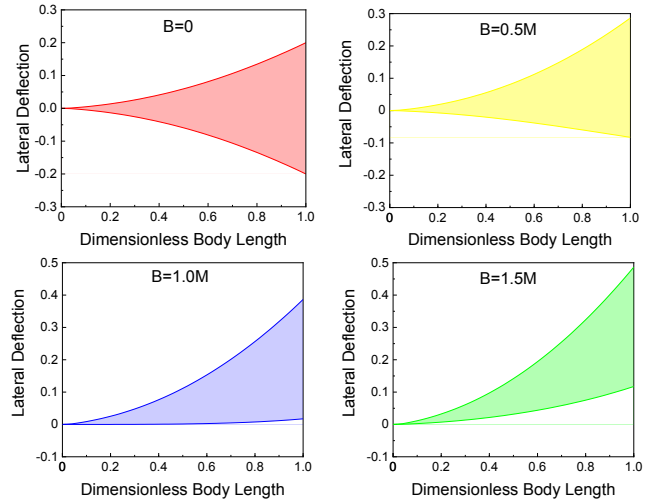 B=0
0.3
0.2
0.1
0.0
-0.1
-0.2
-0.3
Lateral Deflection
0 0.2 0.4 0.6 0.8 1.0
Dimensionless Body Length
B=0.5M
0.3
0.2
0.1
0
-0.1
-0.2
-0.3
Lateral Deflection
0 0.2 0.4 0.6 0.8 1.0
Dimensionless Body Length
B=1.0M
0.5
0.4
0.3
0.2
0.1
0
-0.1
Lateral Deflection
0 0.2 0.4 0.6 0.8 1.0
Dimensionless Body Length
B=1.5M
0.5
0.4
0.3
0.2
0.1
0
-0.1
Lateral Deflection
0 0.2 0.4 0.6 0.8 1.0
Dimensionless Body Length